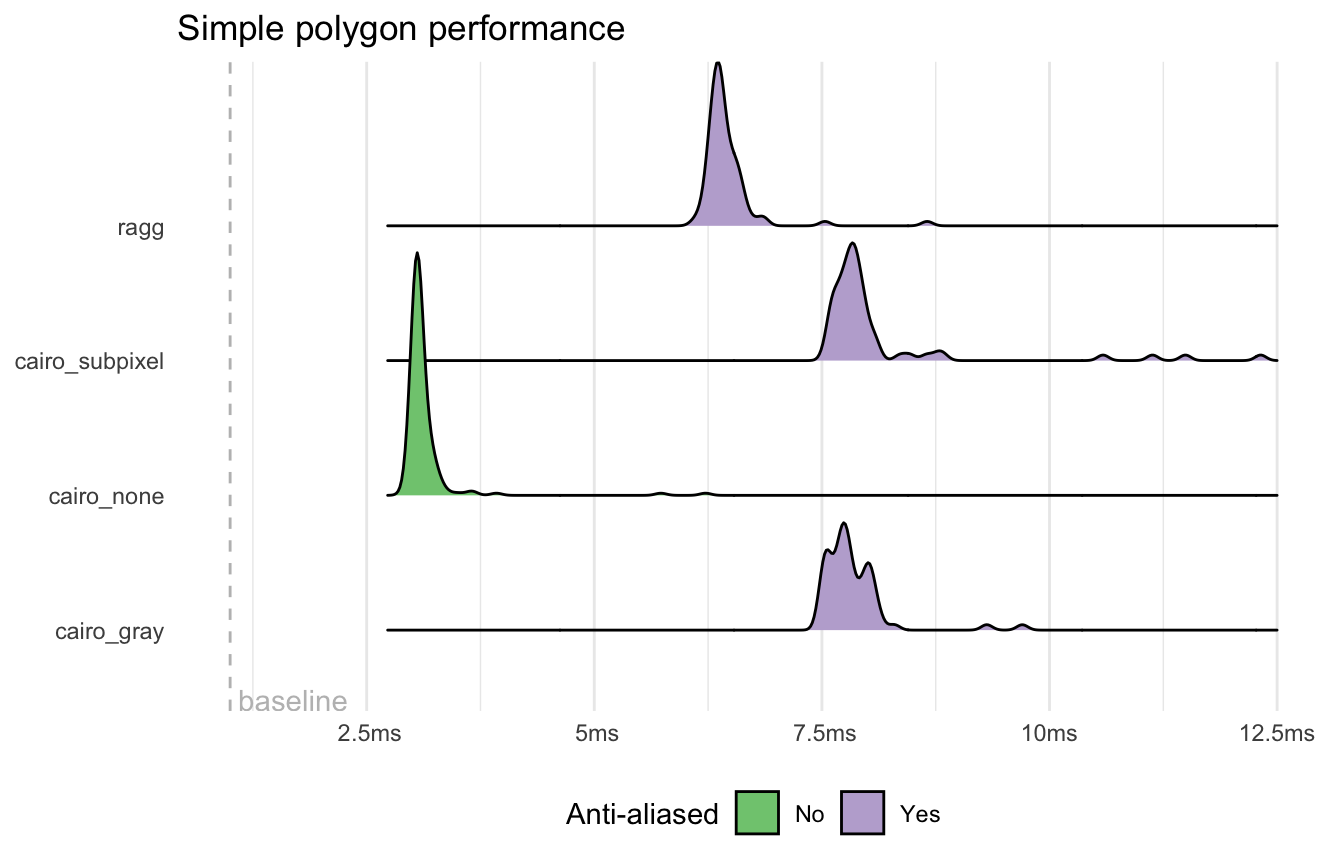 Simple polygon performance
ragg
cairo_subpixel
cairo_none
cairo_gray
baseline
2.5ms 5ms 7.5ms 10ms 12.5ms
Anti-aliased No Yes